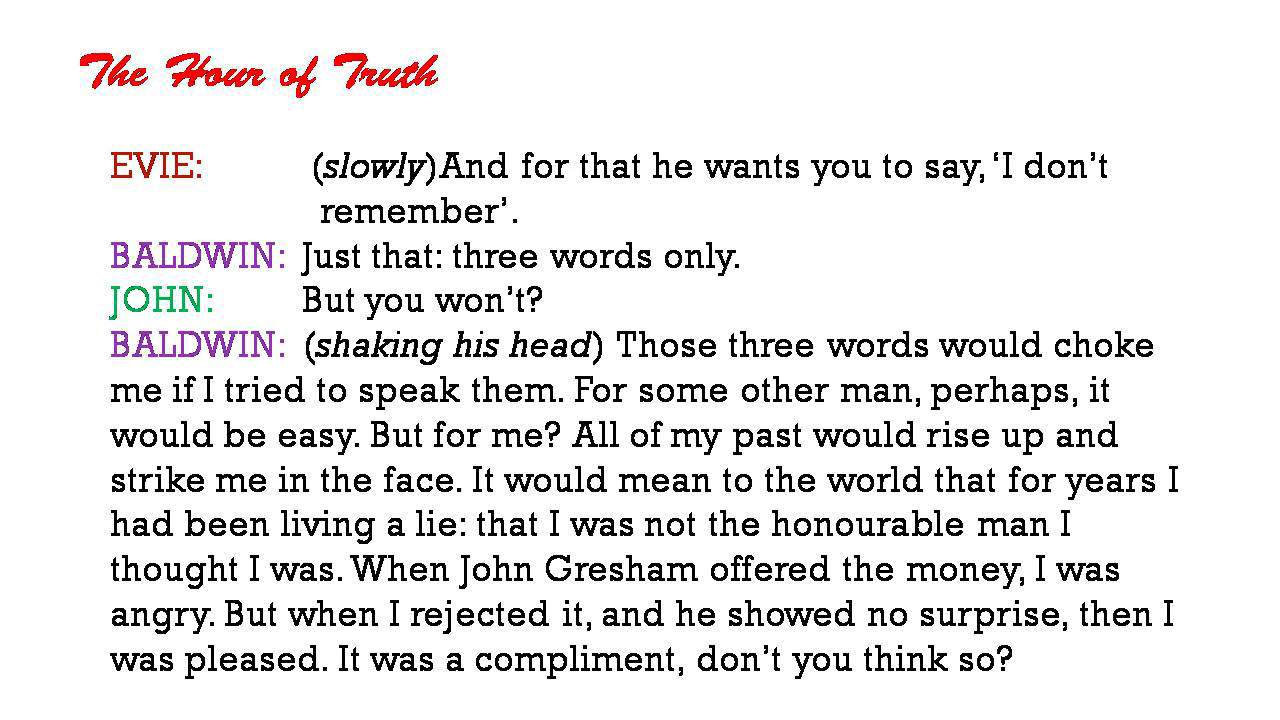 The Hour of Truth
EVIE: (slowly)And for that he wants you to say, ‘I don’t
remember’.
BALDWIN: Just that: three words only.
JOHN: But you won’t?
BALDWIN: (shaking his head) Those three words would choke
me if I tried to speak them. For some other man, perhaps, it
would be easy. But for me? All of my past would rise up and
strike me in the face. It would mean to the world that for years I
had been living a lie: that I was not the honourable man I
thought I was. When John Gresham offered the money, I was
angry. But when I rejected it, and he showed no surprise, then I
was pleased. It was a compliment, don’t you think so?